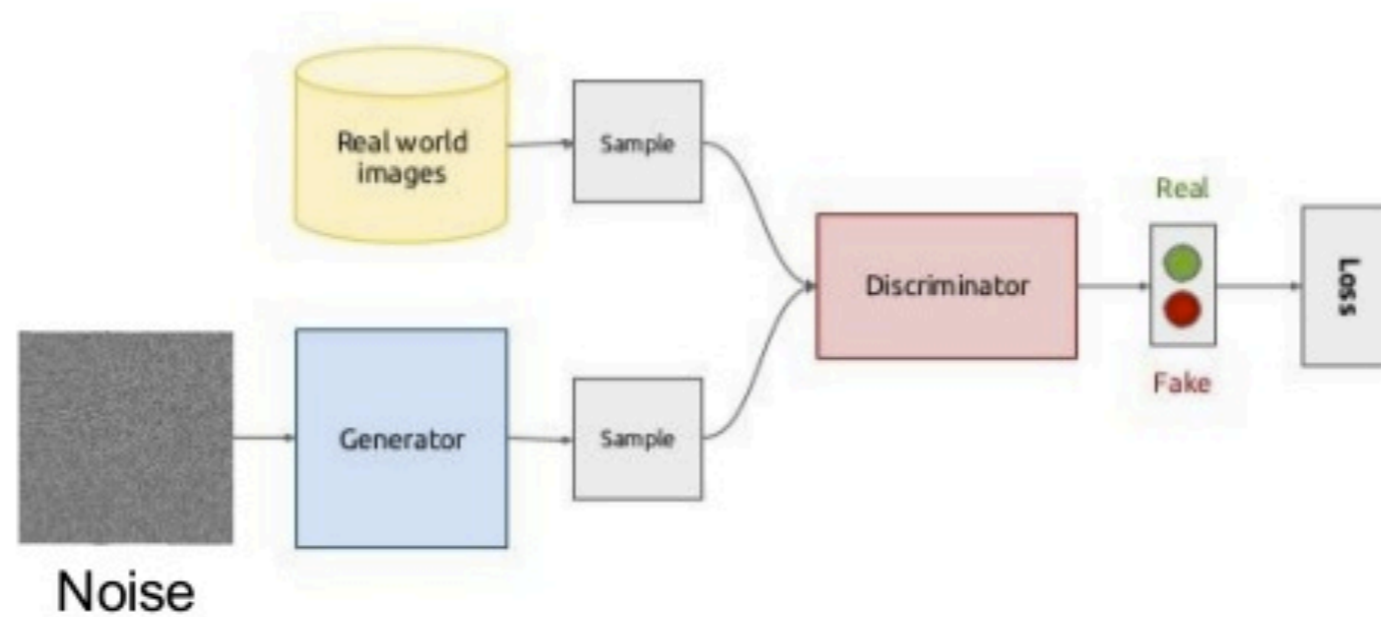 Real world
images
Sample
Real
Discriminator
Loss
Fake
Generator
Sample
Noise